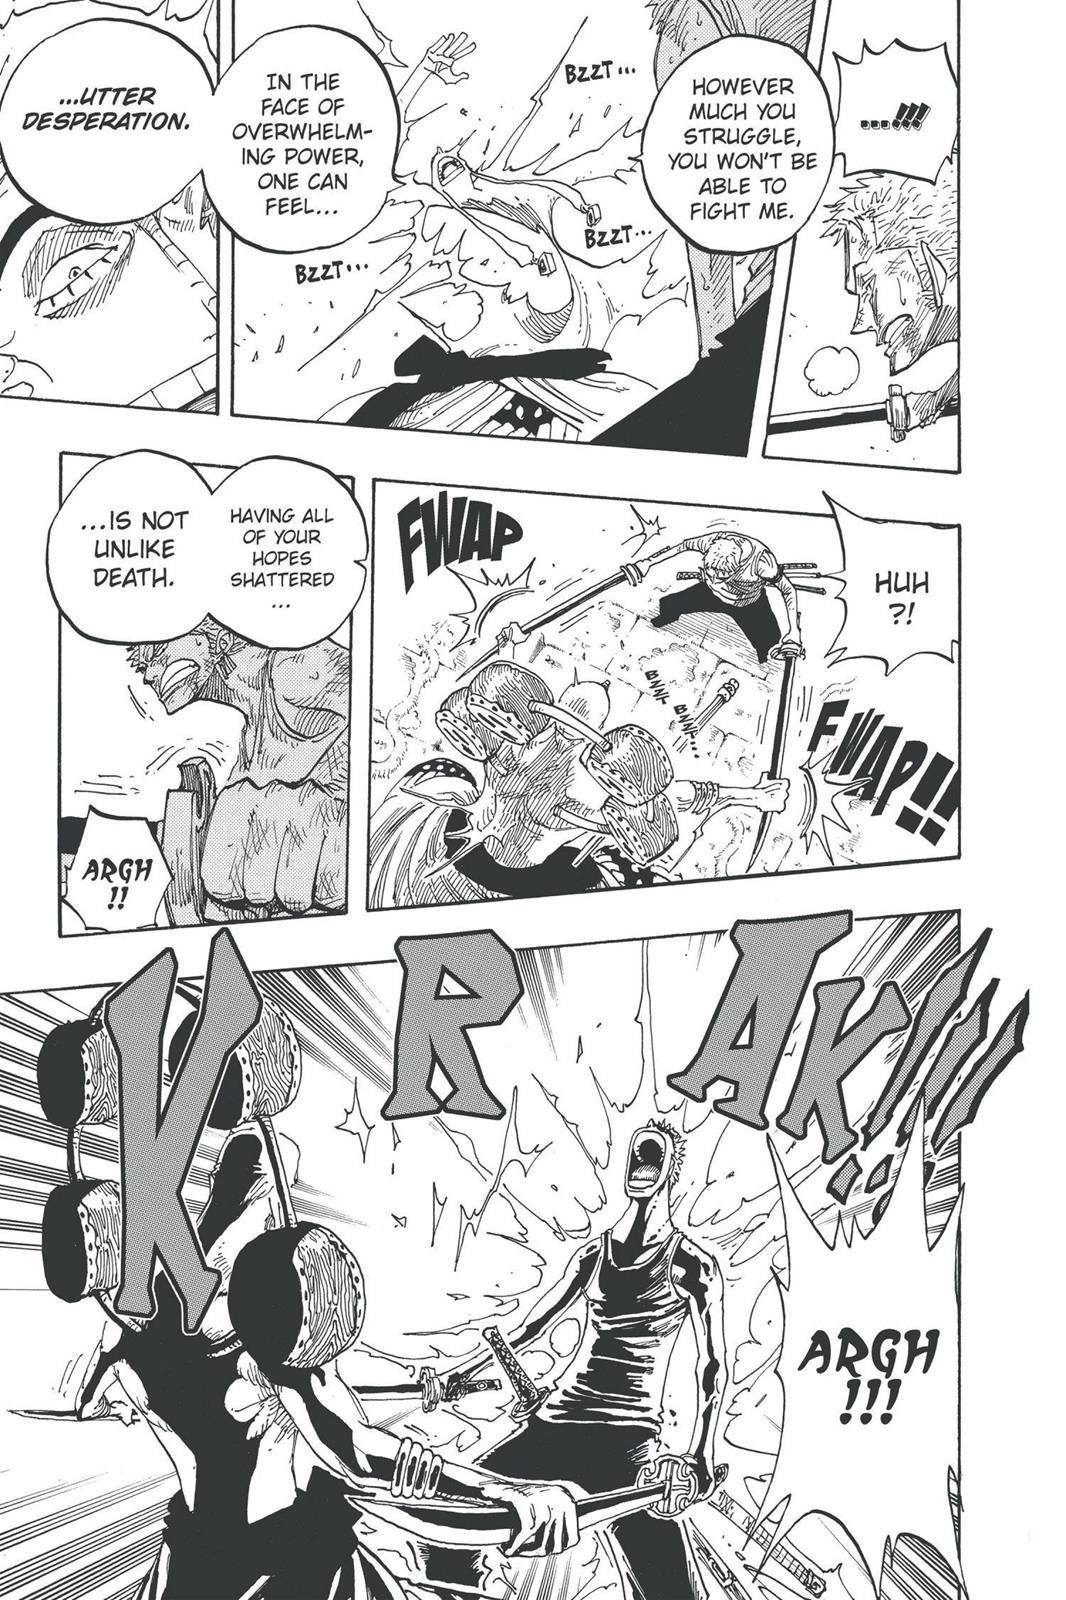 ...!!!
HOWEVER
MUCH YOU
STRUGGLE,
YOU WON'T BE
ABLE TO
FIGHT ME.
BZZT...
BZZT...
BZZT...
IN THE
FACE OF
OVERWHELM-
ING POWER,
ONE CAN
FEEL...
...UTTER
DESPERATION.
HUH
?!
FWAP
BZZT
BZZT...
FWAP!!
HAVING ALL
OF YOUR
HOPES
SHATTERED
...
...IS NOT
UNLIKE
DEATH.
ARGH
!!
KRAK!!!!
ARGH
!!!